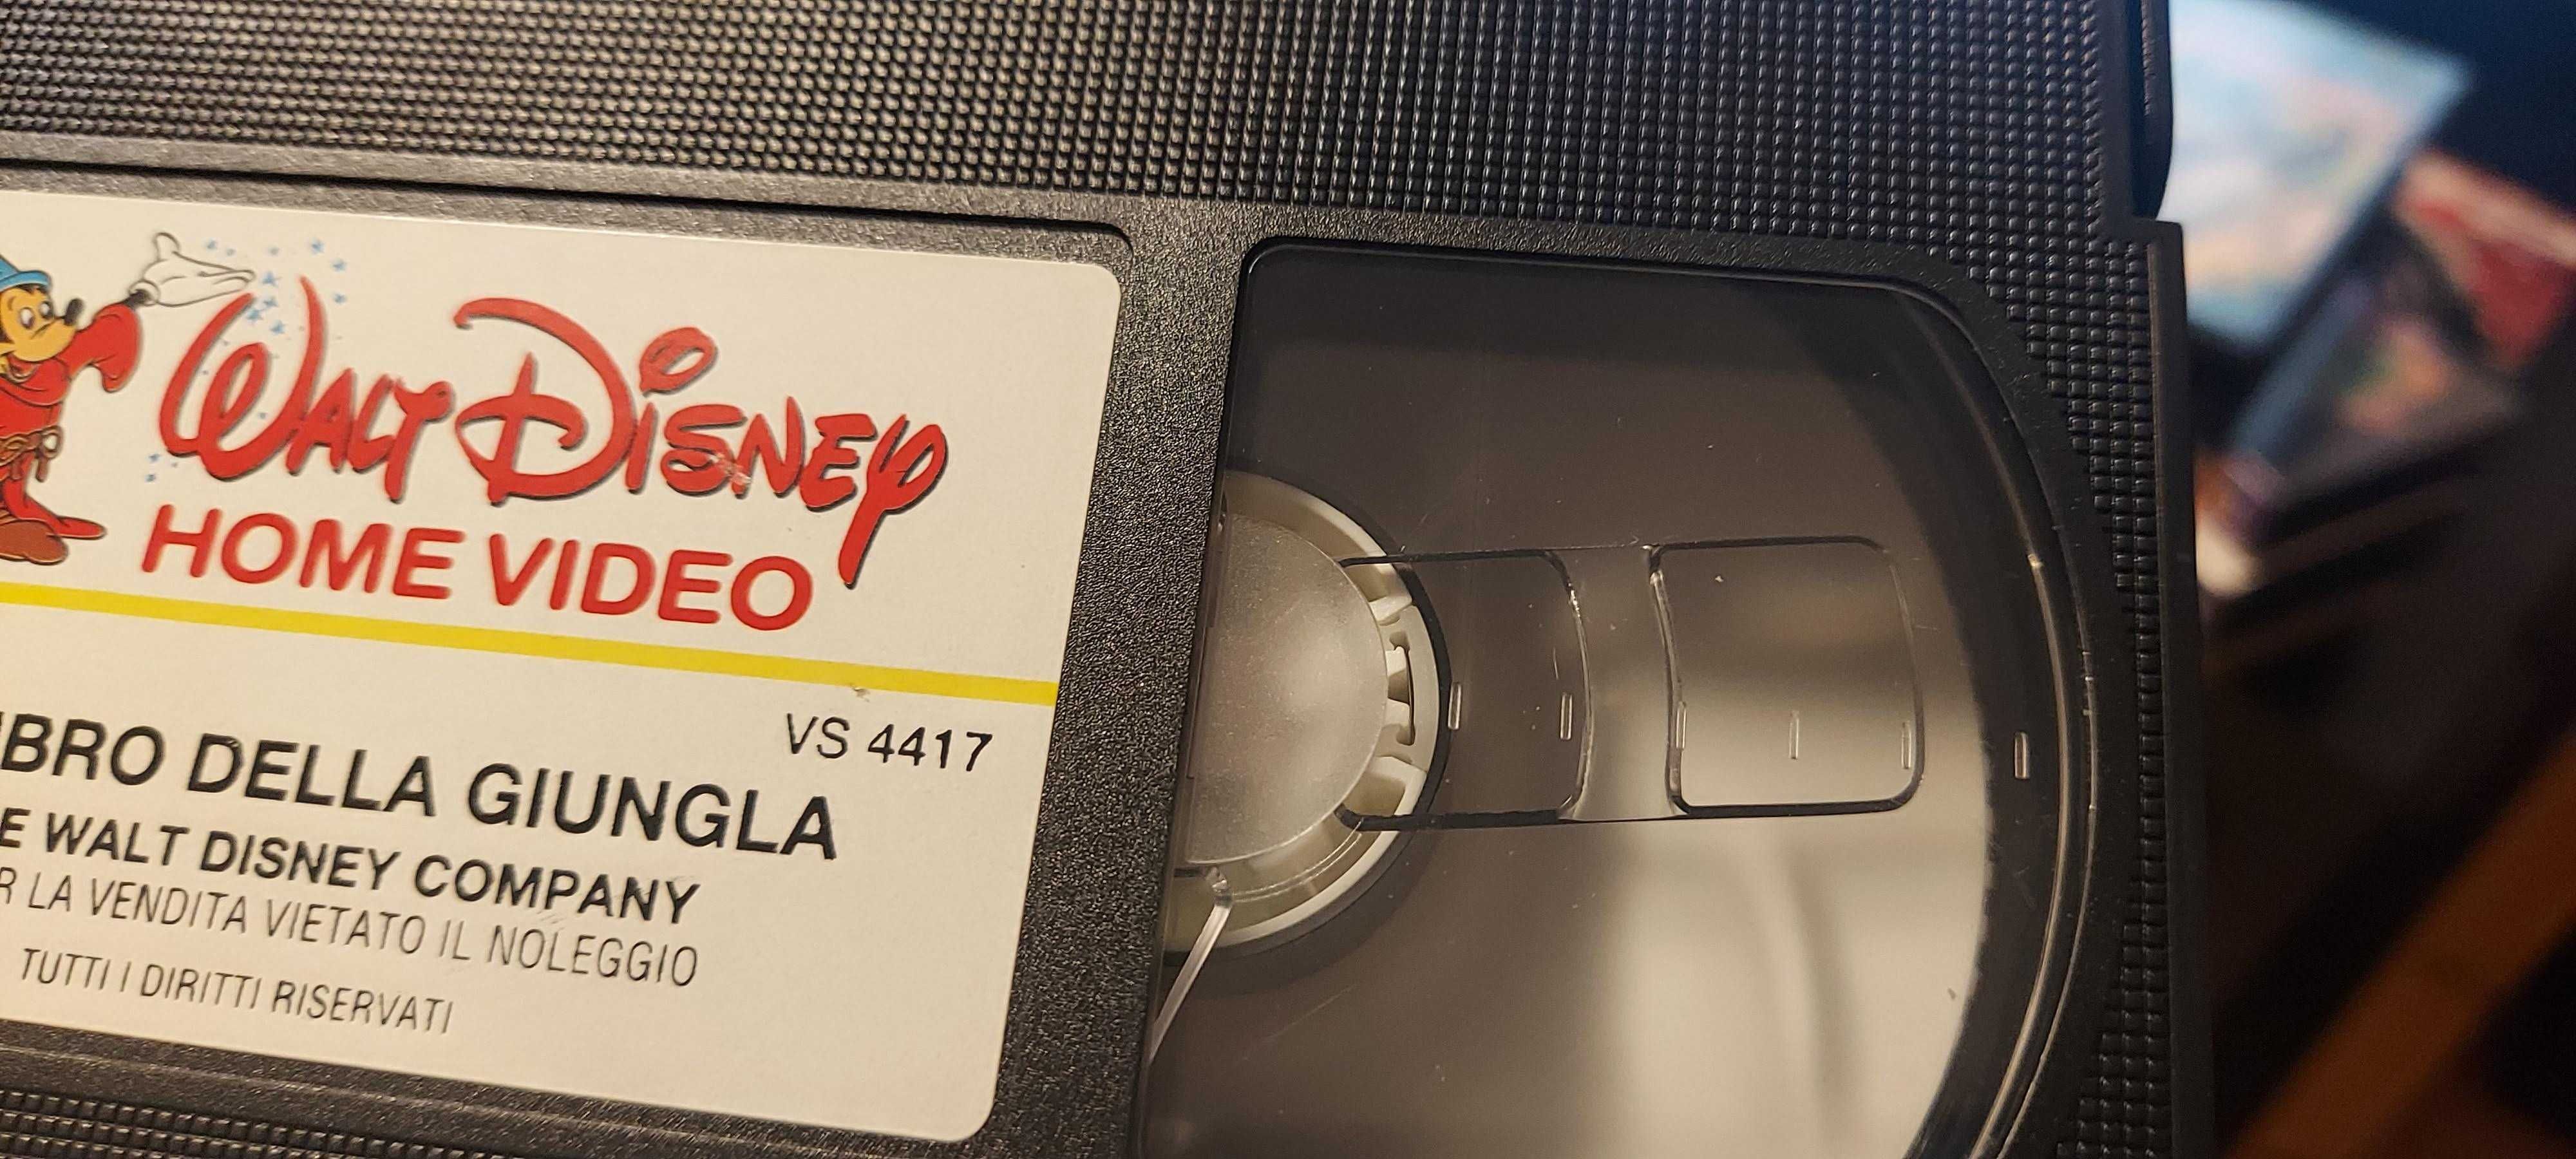 WALT DISNEY
HOME VIDEO
VS 4417
IBRO DELLA GIUNGLA
E WALT DISNEY COMPANY
R LA VENDITA VIETATO IL NOLEGGIO
TUTTI I DIRITTI RISERVATI